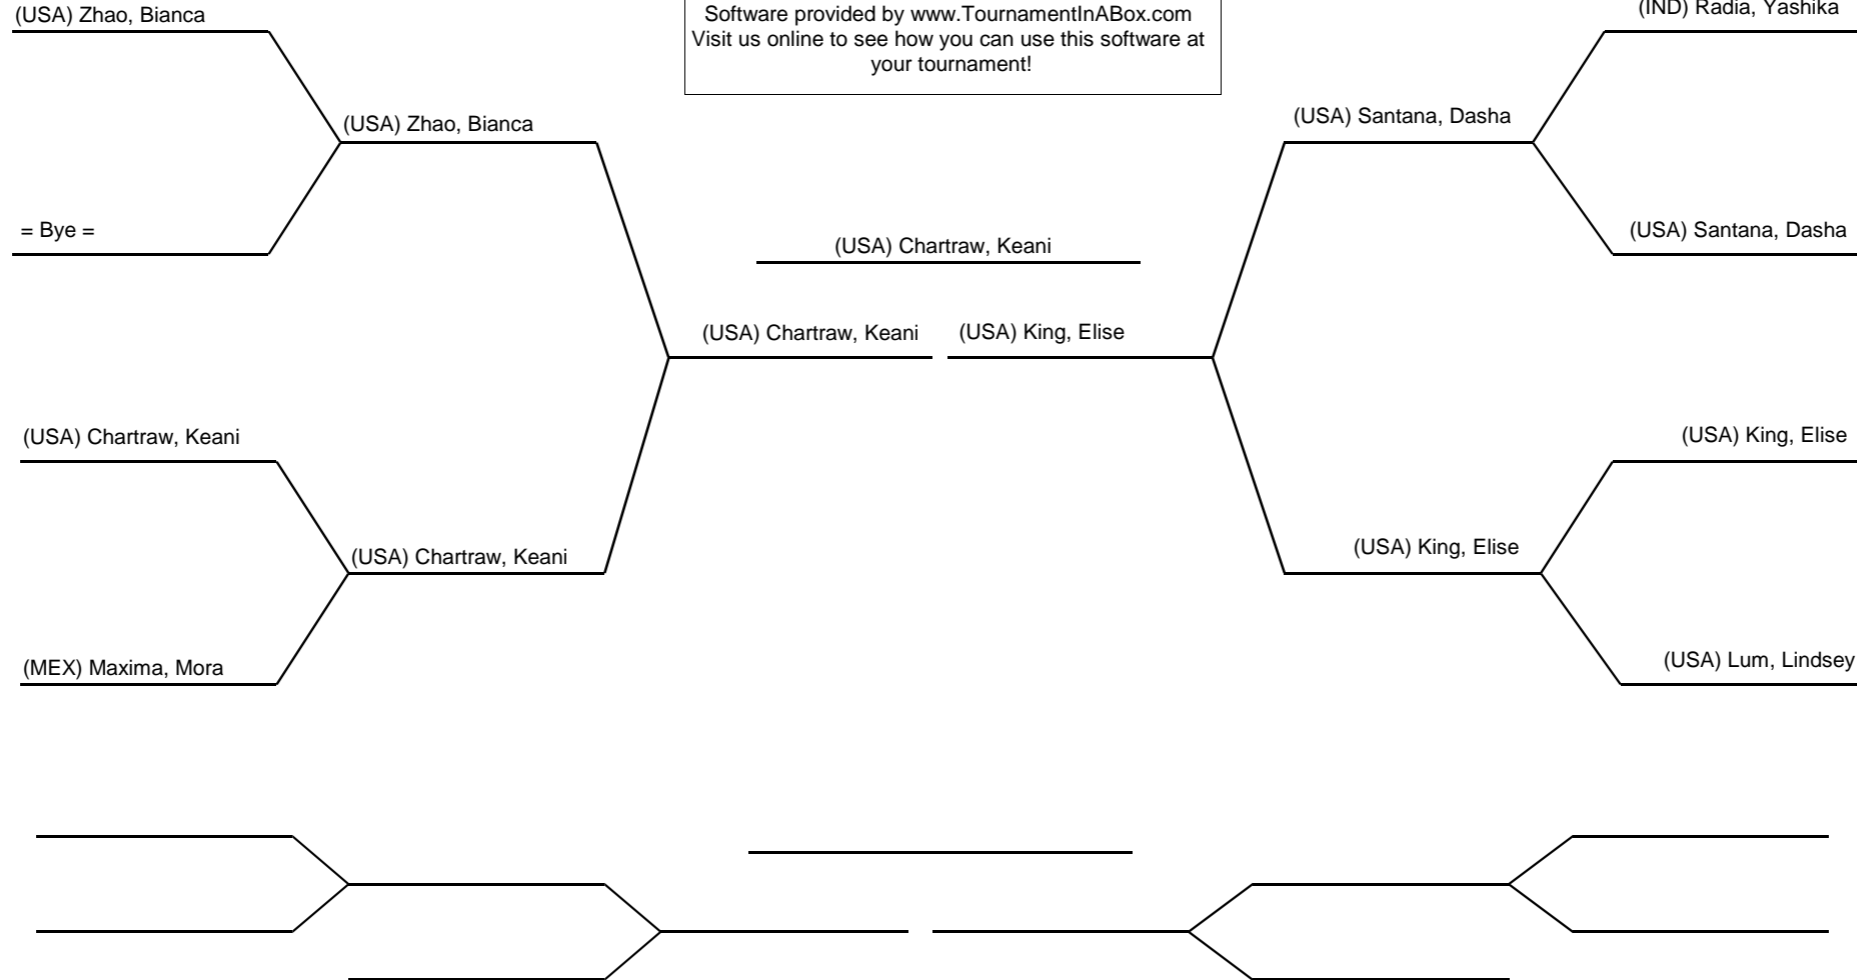 (USA) Zhao, Bianca
Software provided by www.TournamentInABox.com
Visit us online to see how you can use this software at
your tournament!
(IND) Radia, Yashika
(USA) Zhao, Bianca
(USA) Santana, Dasha
= Bye =
(USA) Santana, Dasha
(USA) Chartraw, Keani
(USA) Chartraw, Keani
(USA) King, Elise
(USA) Chartraw, Keani
(USA) King, Elise
(USA) Chartraw, Keani
(USA) King, Elise
(MEX) Maxima, Mora
(USA) Lum, Lindsey